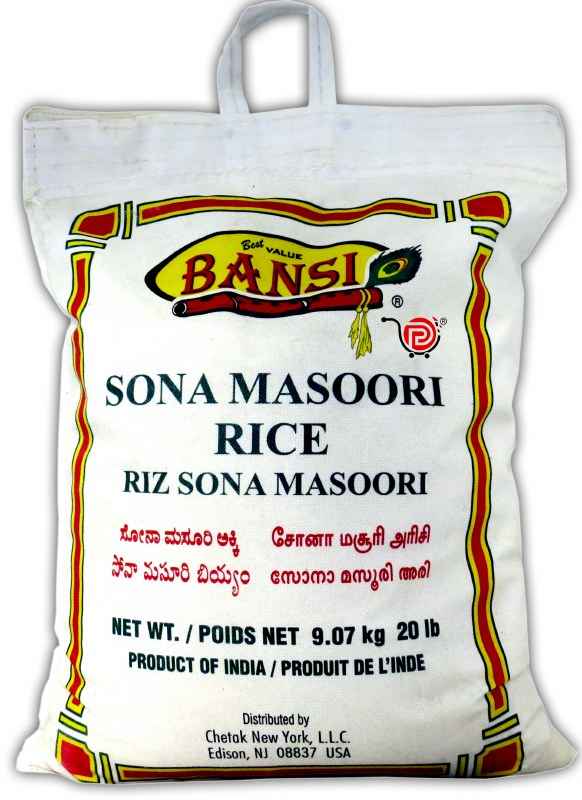 Best VALUE
BANSI ®
®
SONA MASOORI
RICE
RIZ SONA MASOORI
ಸೋನಾ ಮಸೂರಿ ಅಕ್ಕಿ சோனா மசூரி அரிசி
సోనా మసూరి బియ్యం സോനാ മസൂരി അരി
NET WT. / POIDS NET 9.07 kg 20 lb
PRODUCT OF INDIA / PRODUIT DE L'INDE
Distributed by
Chetak New York, L.L.C.
Edison, NJ 08837 USA